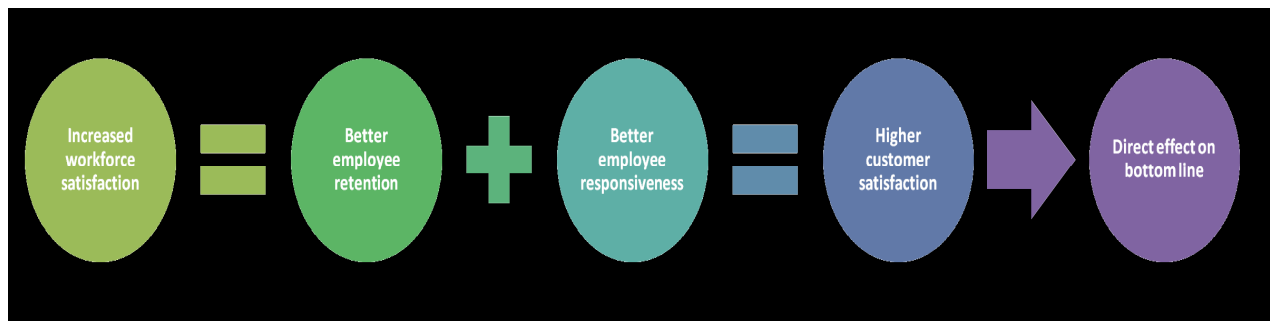 Increased
workforce
satisfaction
Better
employee
retention
Better
employee
responsiveness
Higher
customer
satisfaction
Direct effect on
bottom line